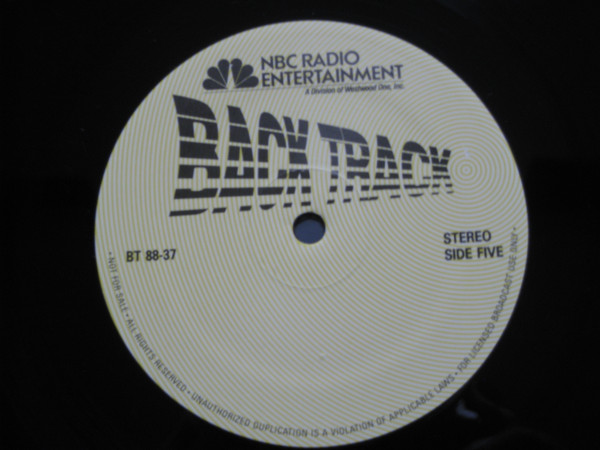 NBC RADIO
ENTERTAINMENT
A Division of Westwood One, Inc.
BACK TRACK
BT 88-37
STEREO
SIDE FIVE
• NOT FOR SALE • ALL RIGHTS RESERVED • UNAUTHORIZED DUPLICATION IS A VIOLATION OF APPLICABLE LAWS • FOR LICENSED BROADCAST USE ONLY •